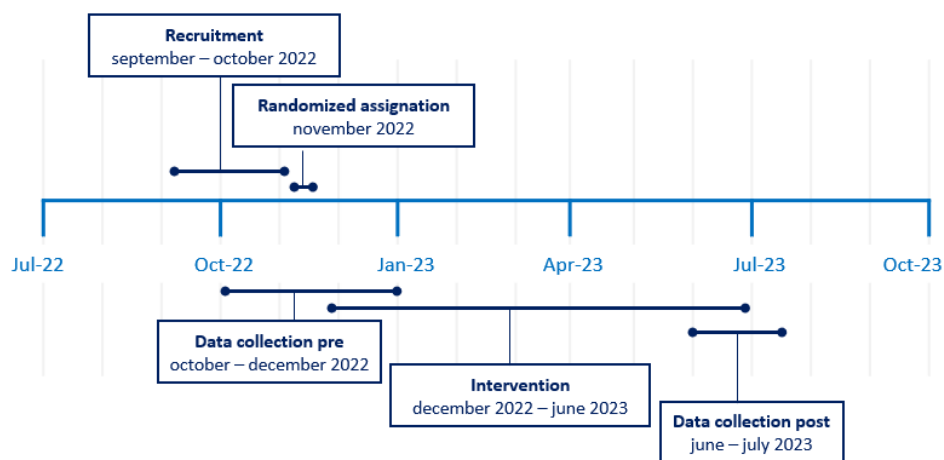 Recruitment
september – october 2022
Randomized assignation
november 2022
Jul-22
Oct-22
Jan-23
Apr-23
Jul-23
Oct-23
Data collection pre
october – december 2022
Intervention
december 2022 – june 2023
Data collection post
june – july 2023